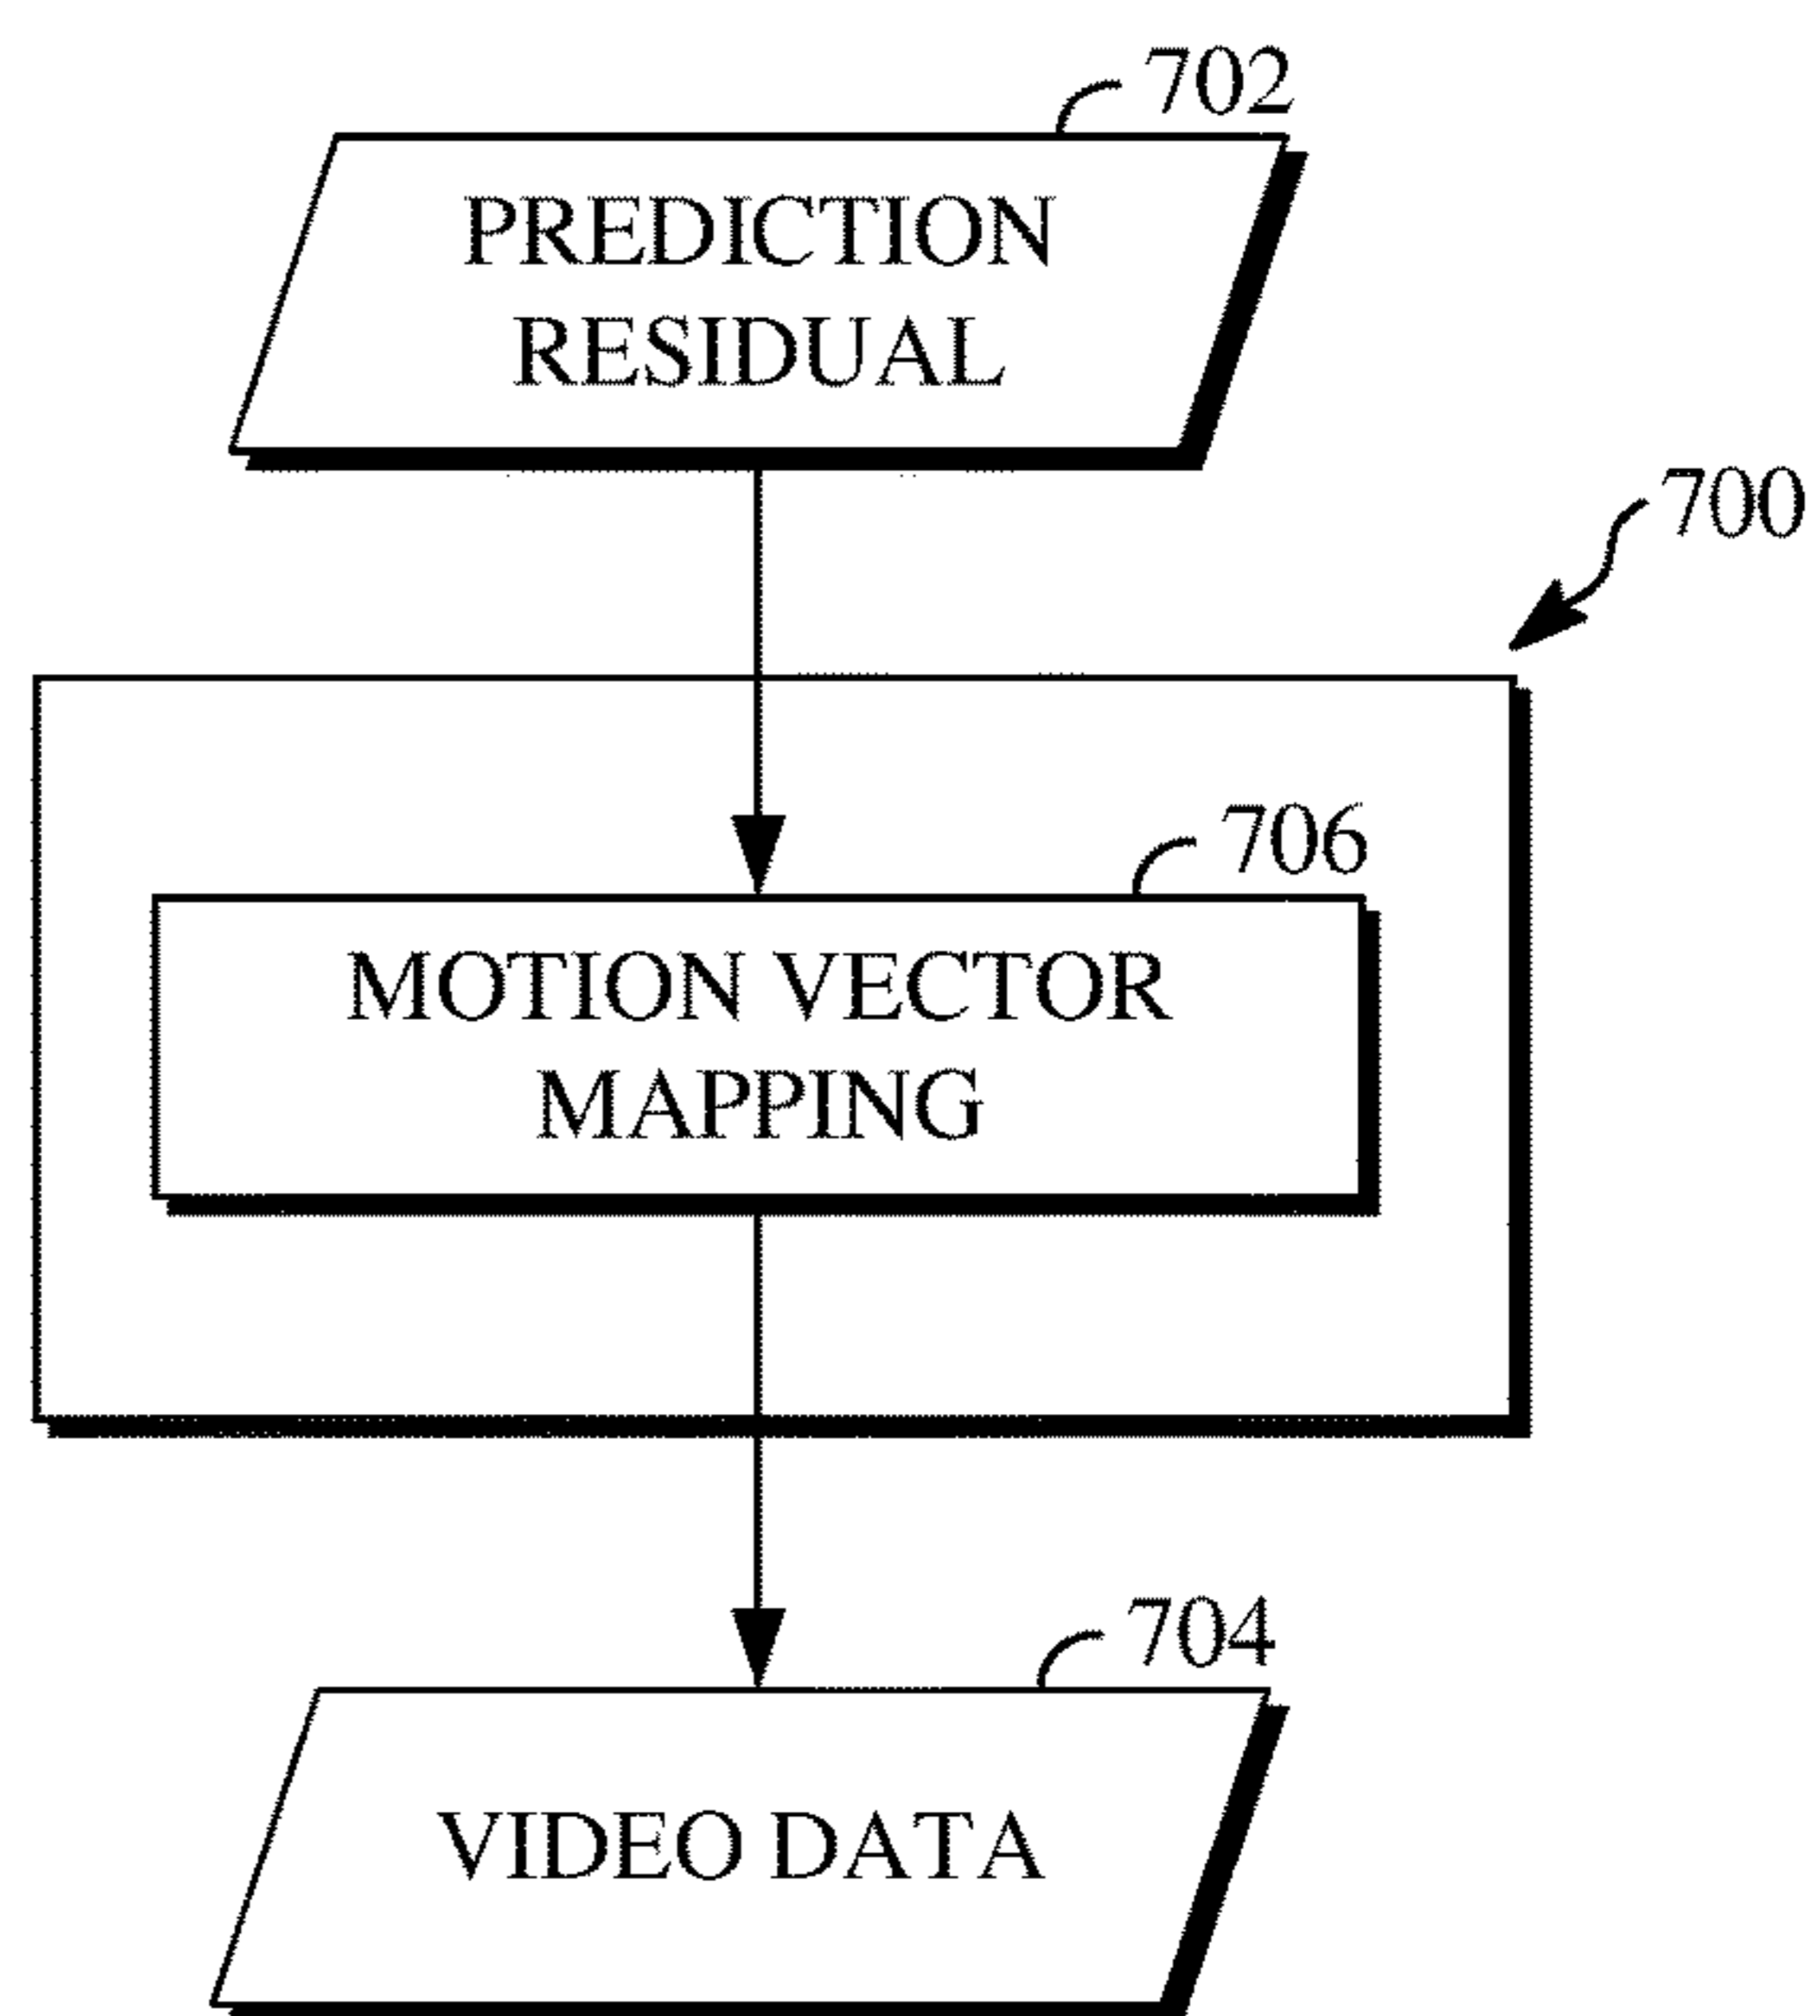 702
PREDICTION
RESIDUAL
700
706
MOTION VECTOR
MAPPING
704
VIDEO DATA